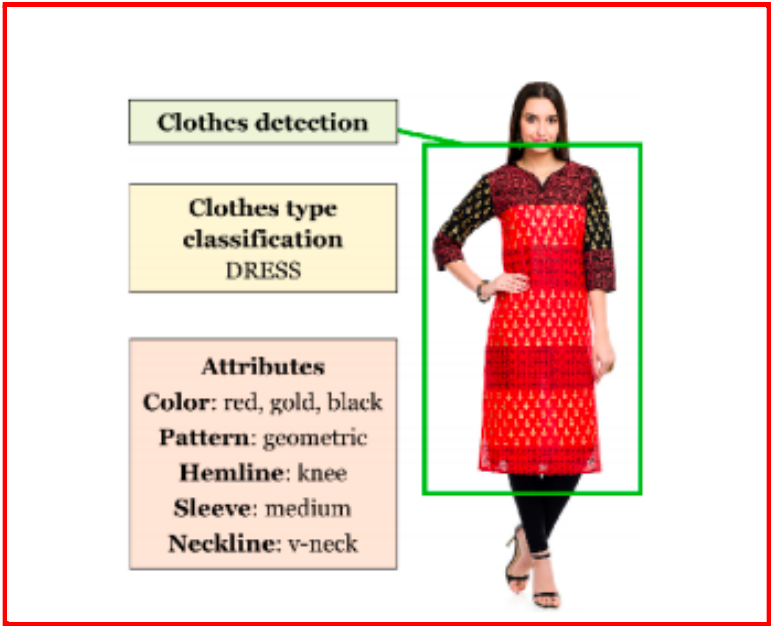 Clothes detection
Clothes type
classification
DRESS
Attributes
Color: red, gold, black
Pattern: geometric
Hemline: knee
Sleeve: medium
Neckline: v-neck